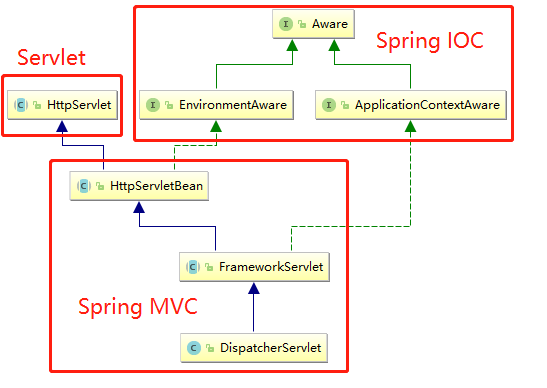 Aware
Spring IOC
Servlet
HttpServlet
EnvironmentAware
ApplicationContextAware
HttpServletBean
FrameworkServlet
Spring MVC
DispatcherServlet